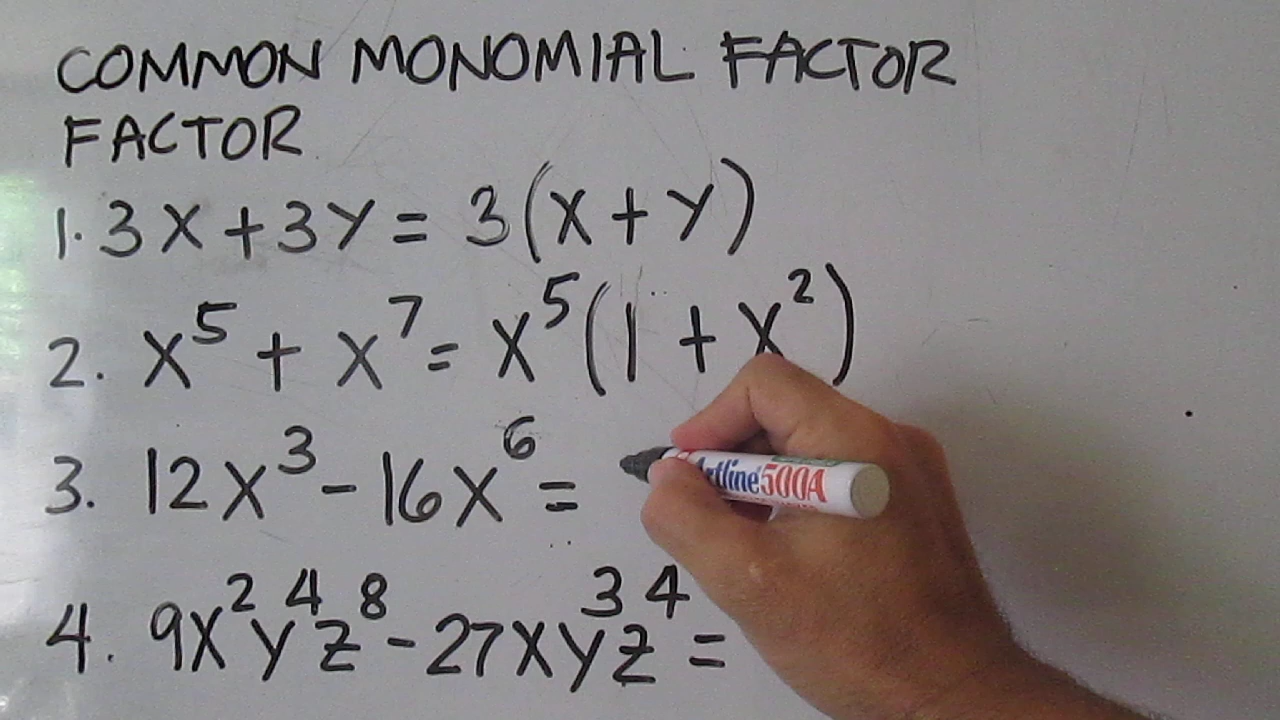 COMMON MONOMIAL FACTOR
FACTOR
1. 3X + 3Y = 3(X + Y)
2. X⁵ + X⁷ = X⁵(1 + X²)
3. 12X³ - 16X⁶ =
Artline 500A
4. 9X²Y⁴Z⁸ - 27XY³Z⁴ =